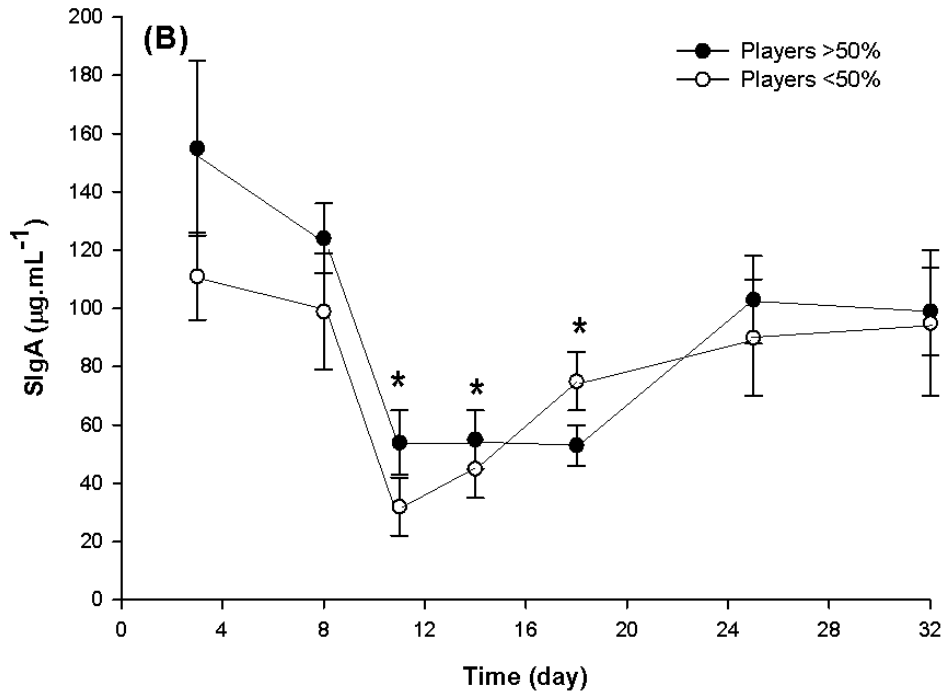 (B)
Players >50%
Players <50%
200
180
160
140
120
100
80
60
40
20
0
SIgA (μg.mL⁻¹)
* * *
0 4 8 12 16 20 24 28 32
Time (day)